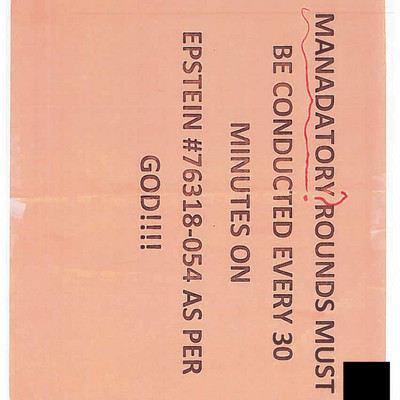 MANADATORY ROUNDS MUST
BE CONDUCTED EVERY 30
MINUTES ON
EPSTEIN #76318-054 AS PER
GOD!!!!